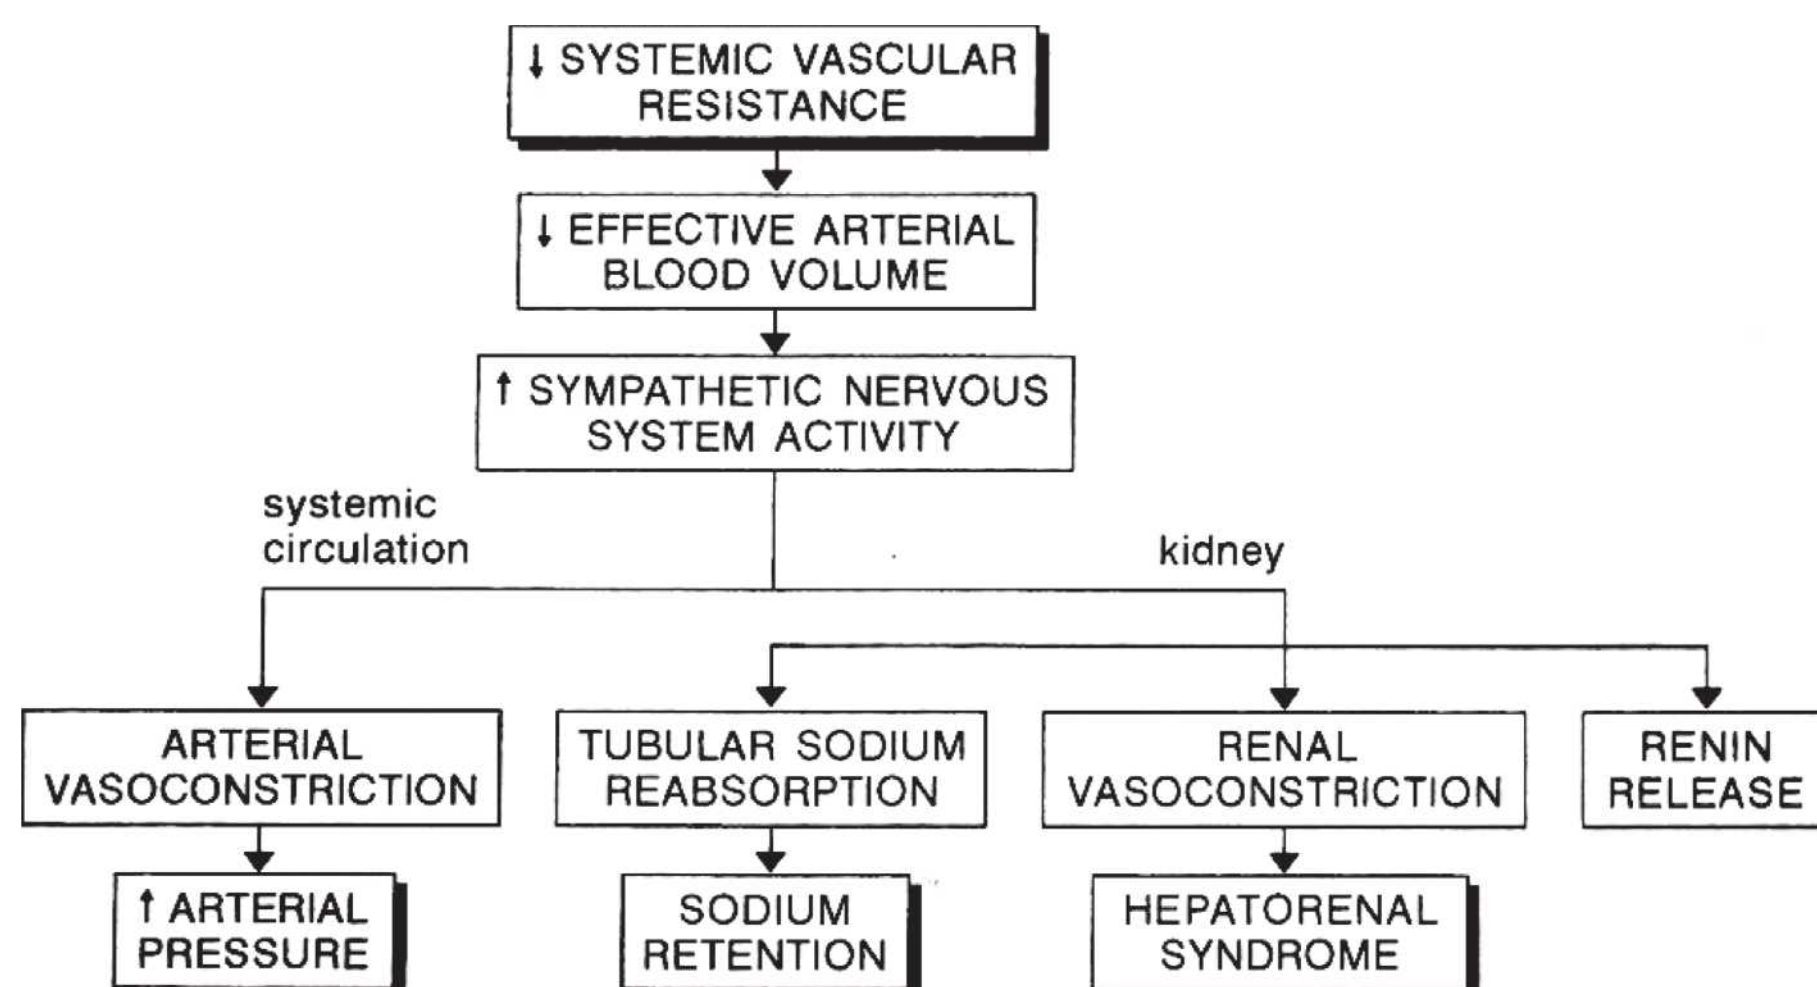 ↓ SYSTEMIC VASCULAR
RESISTANCE
↓ EFFECTIVE ARTERIAL
BLOOD VOLUME
↑ SYMPATHETIC NERVOUS
SYSTEM ACTIVITY
systemic
circulation
kidney
ARTERIAL
VASOCONSTRICTION
TUBULAR SODIUM
REABSORPTION
RENAL
VASOCONSTRICTION
RENIN
RELEASE
↑ ARTERIAL
PRESSURE
SODIUM
RETENTION
HEPATORENAL
SYNDROME